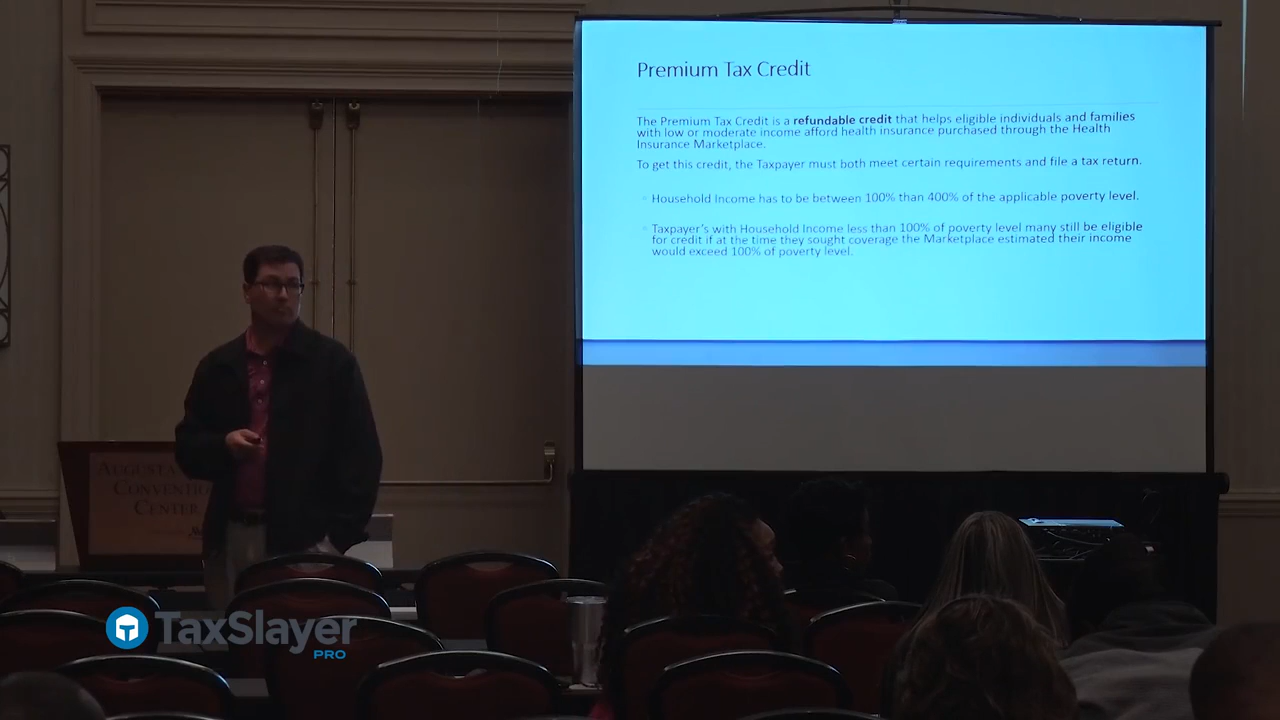 Premium Tax Credit
The Premium Tax Credit is a refundable credit that helps eligible individuals and families
with low or moderate income afford health insurance purchased through the Health
Insurance Marketplace.
To get this credit, the Taxpayer must both meet certain requirements and file a tax return.
Household Income has to be between 100% than 400% of the applicable poverty level.
Taxpayer's with Household Income less than 100% of poverty level many still be eligible
for credit if at the time they sought coverage the Marketplace estimated their income
would exceed 100% of poverty level.
AUGUSTA
CONVENTIO
CENTER
TaxSlayer
PRO